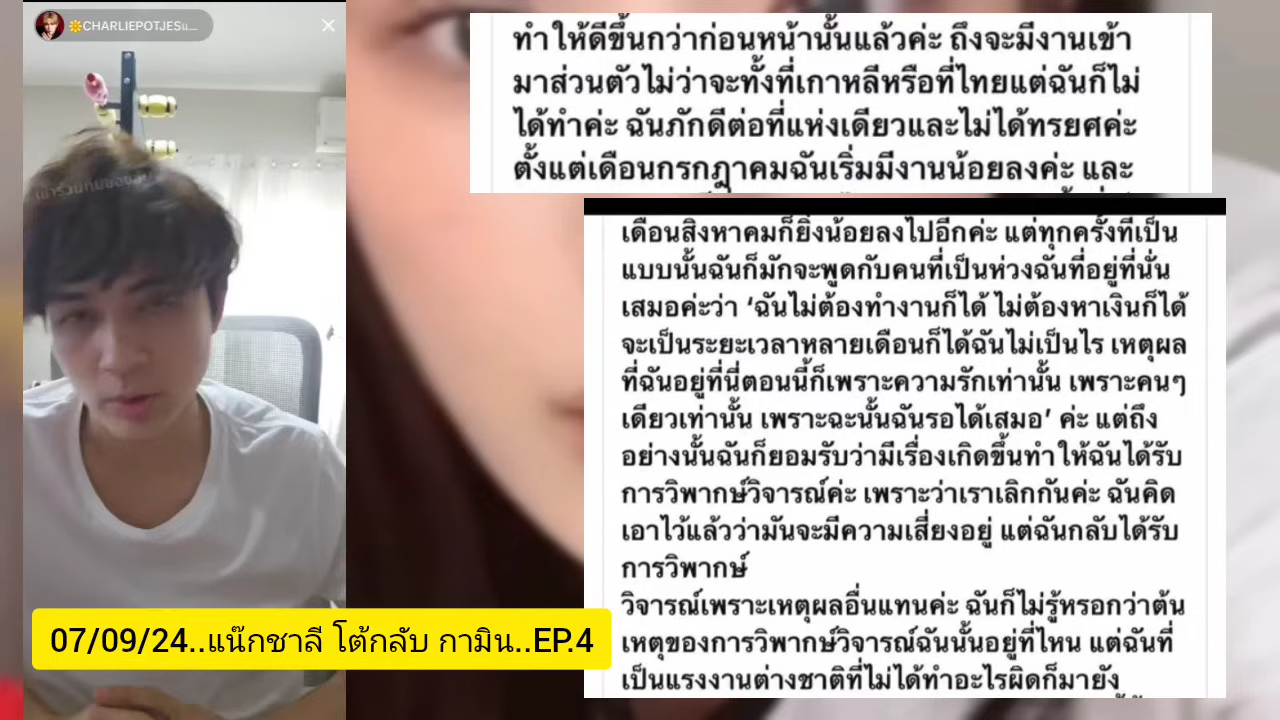 🌼CHARLIEPOTJESແ...
ทำให้ดีขึ้นกว่าก่อนหน้านั้นแล้วค่ะ ถึงจะมีงานเข้า
มาส่วนตัวไม่ว่าจะทั้งที่เกาหลีหรือที่ไทยแต่ฉันก็ไม่
ได้ทำค่ะ ฉันภักดีต่อที่แห่งเดียวและไม่ได้ทรยศค่ะ
ตั้งแต่เดือนกรกฎาคมฉันเริ่มมีงานน้อยลงค่ะ และ
เดือนสิงหาคมก็ยิ่งน้อยลงไปอีกค่ะ แต่ทุกครั้งที่เป็น
แบบนั้นฉันก็มักจะพูดกับคนที่เป็นห่วงฉันที่อยู่ที่นั่น
เสมอค่ะว่า ‘ฉันไม่ต้องทำงานก็ได้ ไม่ต้องหาเงินก็ได้
จะเป็นระยะเวลาหลายเดือนก็ได้ฉันไม่เป็นไร เหตุผล
ที่ฉันอยู่ที่นี่ตอนนี้ก็เพราะความรักเท่านั้น เพราะคนๆ
เดียวเท่านั้น เพราะฉะนั้นฉันรอได้เสมอ’ ค่ะ แต่ถึง
อย่างนั้นฉันก็ยอมรับว่ามีเรื่องเกิดขึ้นทำให้ฉันได้รับ
การวิพากษ์วิจารณ์ค่ะ เพราะว่าเราเลิกกันค่ะ ฉันคิด
เอาไว้แล้วว่ามันจะมีความเสี่ยงอยู่ แต่ฉันกลับได้รับ
การวิพากษ์
วิจารณ์เพราะเหตุผลอื่นแทนค่ะ ฉันก็ไม่รู้หรอกว่าต้น
เหตุของการวิพากษ์วิจารณ์ฉันนั้นอยู่ที่ไหน แต่ฉันที่
เป็นแรงงานต่างชาติที่ไม่ได้ทำอะไรผิดก็มายัง
07/09/24..แน๊กชาลี โต้กลับ กามิน..EP.4